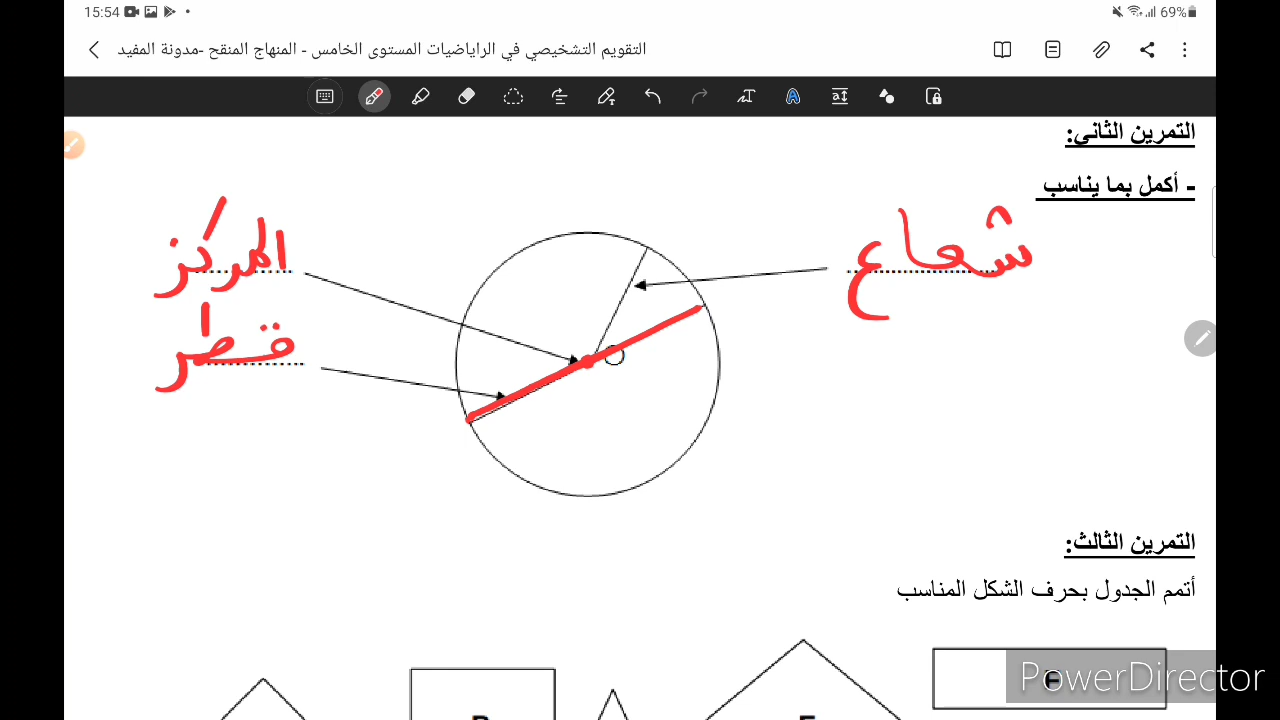 15:54
69%
التقويم التشخيصي في الراياضيات المستوى الخامس - المنهاج المنقح -مدونة المفيد
التمرين الثاني:
- أكمل بما يناسب
المركز
شعاع
قطر
O
التمرين الثالث:
أتمم الجدول بحرف الشكل المناسب
PowerDirector